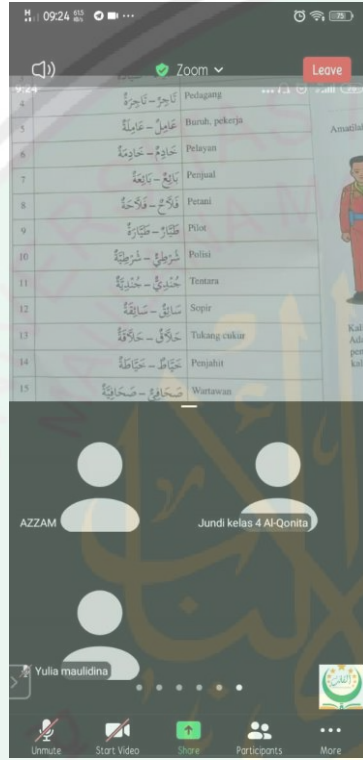 09:24
Zoom
Leave
9:24
4 تَاجِرٌ – تَاجِرَةٌ Pedagang
5 عَامِلٌ – عَامِلَةٌ Buruh, pekerja
6 خَادِمٌ – خَادِمَةٌ Pelayan
7 بَائِعٌ – بَائِعَةٌ Penjual
8 فَلَّاحٌ – فَلَّاحَةٌ Petani
9 طَيَّارٌ – طَيَّارَةٌ Pilot
10 شُرْطِيٌّ – شُرْطِيَّةٌ Polisi
11 جُنْدِيٌّ – جُنْدِيَّةٌ Tentara
12 سَائِقٌ – سَائِقَةٌ Sopir
13 حَلَّاقٌ – حَلَّاقَةٌ Tukang cukur
14 خَيَّاطٌ – خَيَّاطَةٌ Penjahit
15 صَحَافِيٌّ – صَحَافِيَّةٌ Wartawan
AZZAM
Jundi kelas 4 Al-Qonita
Yulia maulidina
Unmute Start Video Share Participants More